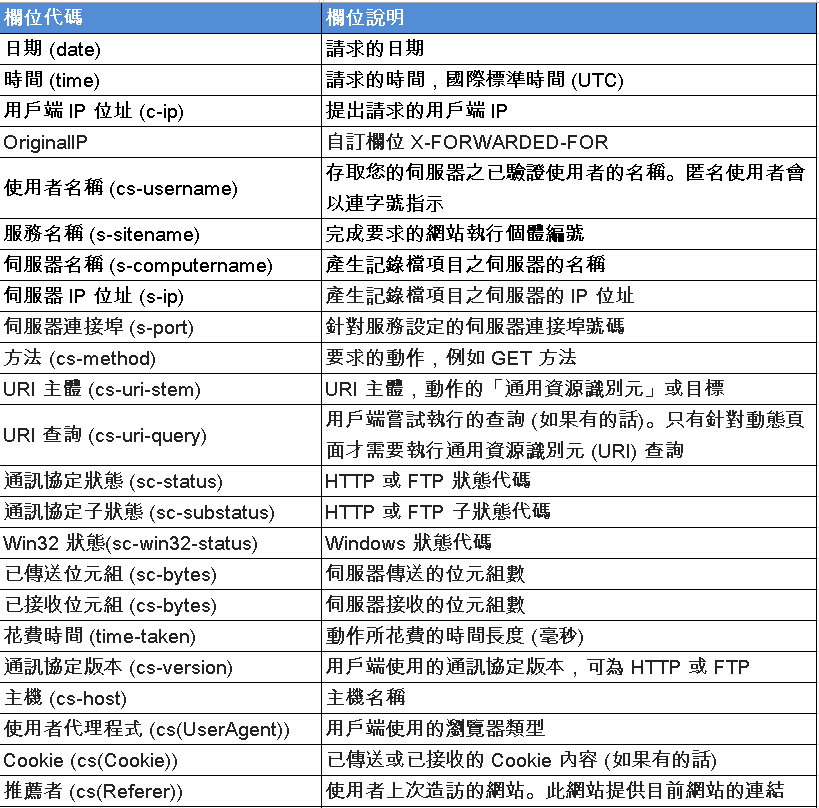 欄位代碼 欄位說明
日期 (date) 請求的日期
時間 (time) 請求的時間，國際標準時間 (UTC)
用戶端 IP 位址 (c-ip) 提出請求的用戶端 IP
OriginalIP 自訂欄位 X-FORWARDED-FOR
使用者名稱 (cs-username) 存取您的伺服器之已驗證使用者的名稱。匿名使用者會
以連字號指示
服務名稱 (s-sitename) 完成要求的網站執行個體編號
伺服器名稱 (s-computername) 產生記錄檔項目之伺服器的名稱
伺服器 IP 位址 (s-ip) 產生記錄檔項目之伺服器的 IP 位址
伺服器連接埠 (s-port) 針對服務設定的伺服器連接埠號碼
方法 (cs-method) 要求的動作，例如 GET 方法
URI 主體 (cs-uri-stem) URI 主體，動作的「通用資源識別元」或目標
URI 查詢 (cs-uri-query) 用戶端嘗試執行的查詢 (如果有的話)。只有針對動態頁
面才需要執行通用資源識別元 (URI) 查詢
通訊協定狀態 (sc-status) HTTP 或 FTP 狀態代碼
通訊協定子狀態 (sc-substatus) HTTP 或 FTP 子狀態代碼
Win32 狀態(sc-win32-status) Windows 狀態代碼
已傳送位元組 (sc-bytes) 伺服器傳送的位元組數
已接收位元組 (cs-bytes) 伺服器接收的位元組數
花費時間 (time-taken) 動作所花費的時間長度 (毫秒)
通訊協定版本 (cs-version) 用戶端使用的通訊協定版本，可為 HTTP 或 FTP
主機 (cs-host) 主機名稱
使用者代理程式 (cs(UserAgent)) 用戶端使用的瀏覽器類型
Cookie (cs(Cookie)) 已傳送或已接收的 Cookie 內容 (如果有的話)
推薦者 (cs(Referer)) 使用者上次造訪的網站。此網站提供目前網站的連結